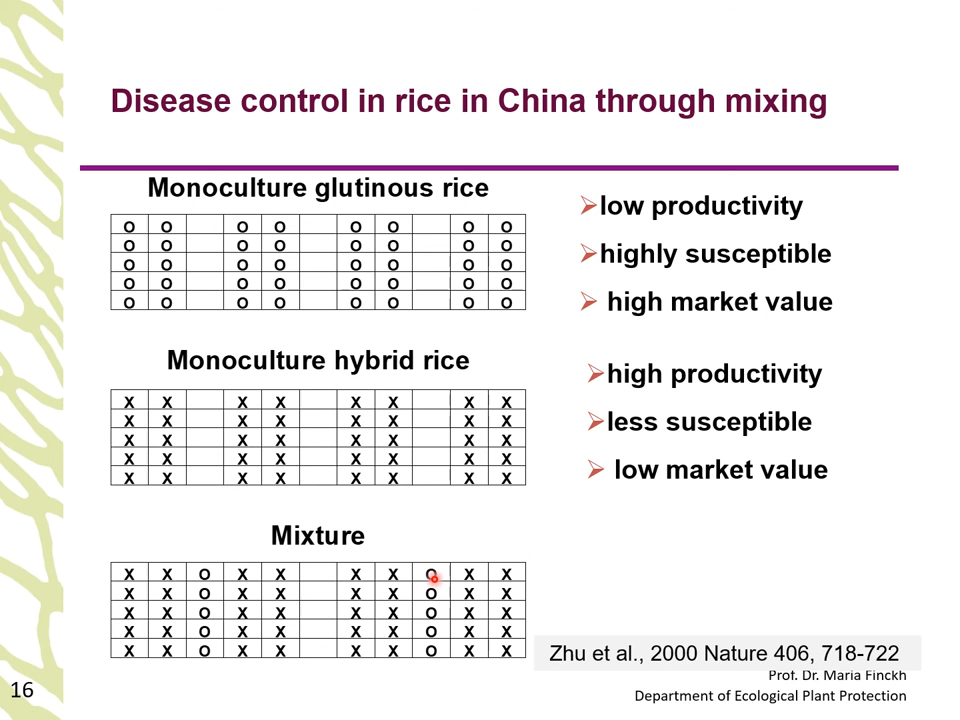 Disease control in rice in China through mixing
Monoculture glutinous rice
O O O O O O O O
O O O O O O O O
O O O O O O O O
O O O O O O O O
O O O O O O O O
low productivity
highly susceptible
high market value
Monoculture hybrid rice
X X X X X X X X
X X X X X X X X
X X X X X X X X
X X X X X X X X
X X X X X X X X
high productivity
less susceptible
low market value
Mixture
X X O X X X X O X X
X X O X X X X O X X
X X O X X X X O X X
X X O X X X X O X X
X X O X X X X O X X
Zhu et al., 2000 Nature 406, 718-722
Prof. Dr. Maria Finckh
Department of Ecological Plant Protection
16